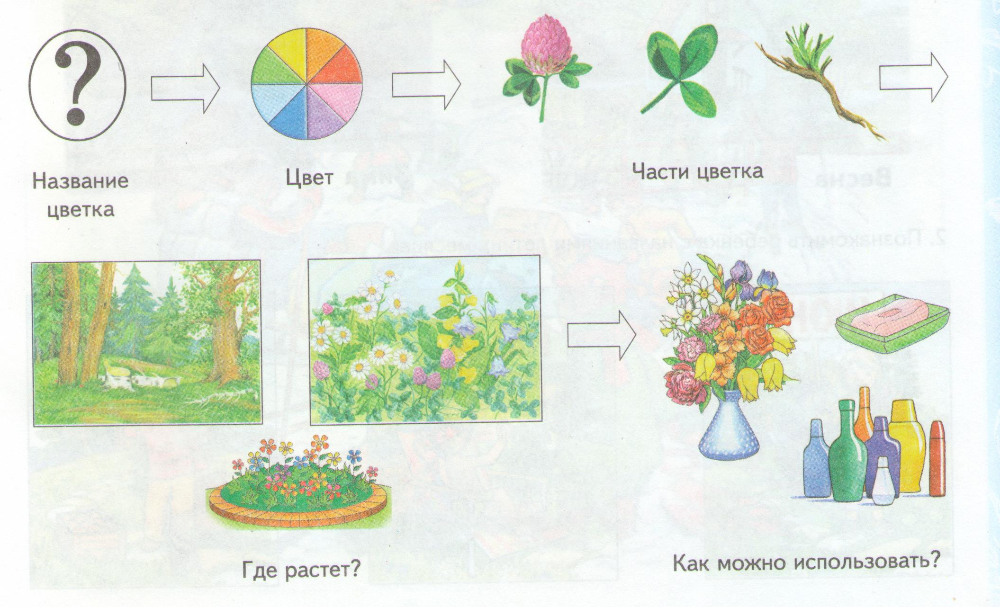 Название
цветка
Цвет
Части цветка
Где растет?
Как можно использовать?